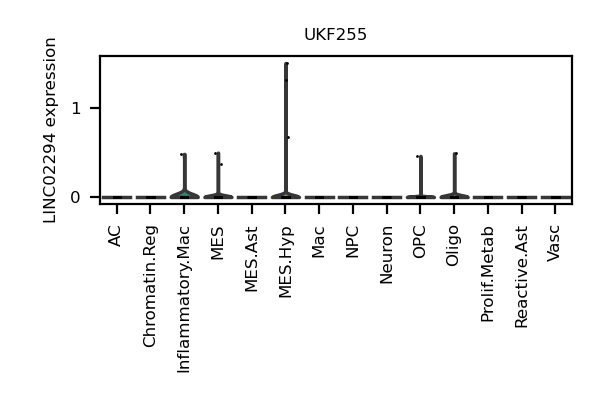 UKF255
LINC02294 expression
1
0
AC
Chromatin.Reg
Inflammatory.Mac
MES
MES.Ast
MES.Hyp
Mac
NPC
Neuron
OPC
Oligo
Prolif.Metab
Reactive.Ast
Vasc